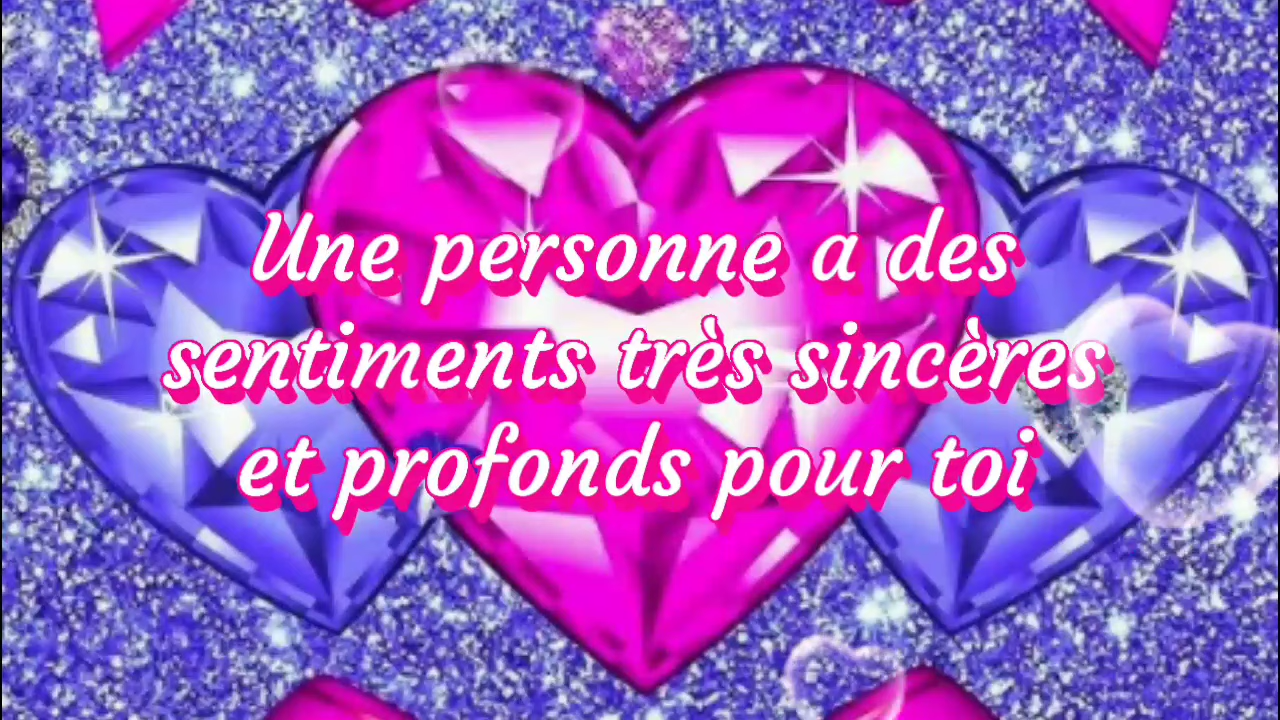 Une personne a des
sentiments très sincères
et profonds pour toi